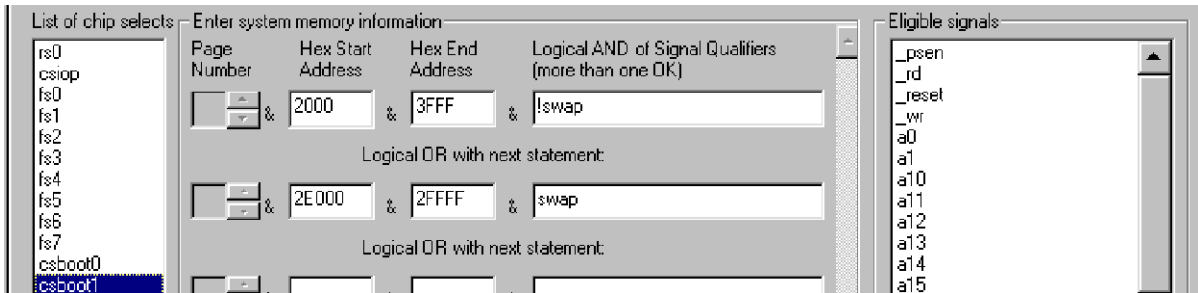 List of chip selects
rs0
csiop
fs0
fs1
fs2
fs3
fs4
fs5
fs6
fs7
csboot0
csboot1
Enter system memory information
Page Number
Hex Start Address
Hex End Address
Logical AND of Signal Qualifiers
(more than one OK)
& 2000 & 3FFF & !swap
Logical OR with next statement:
& 2E000 & 2FFFF & swap
Logical OR with next statement:
Eligible signals
_psen
_rd
_reset
_wr
a0
a1
a10
a11
a12
a13
a14
a15